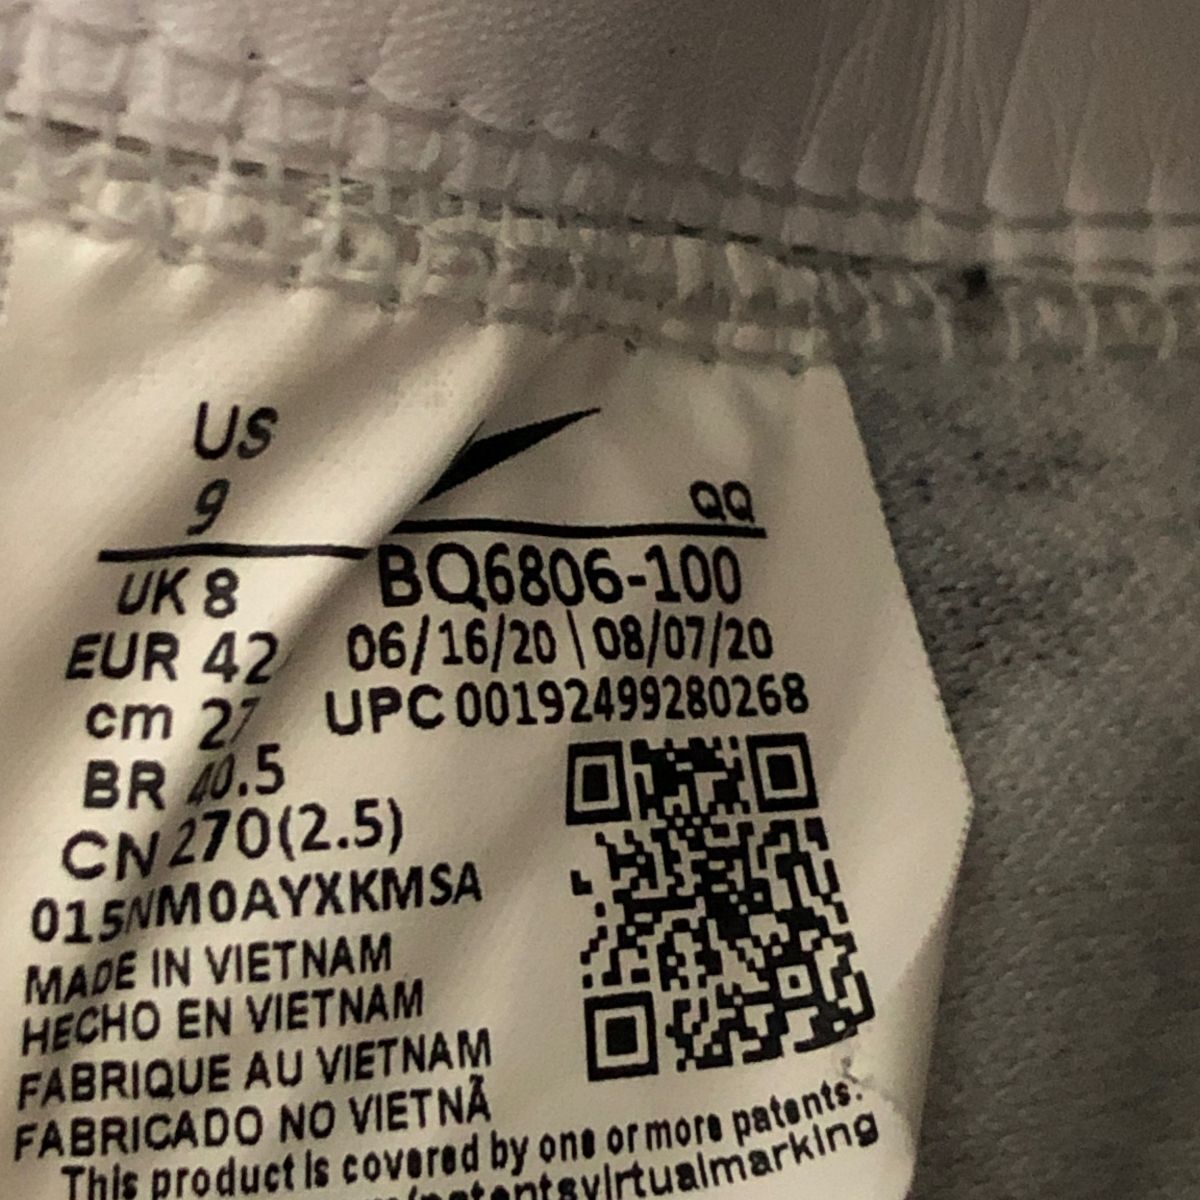 US
9
QQ
UK 8
EUR 42
cm 27
BR 40.5
CN 270(2.5)
BQ6806-100
06/16/20 \ 08/07/20
UPC 00192499280268
015NM0AYXKMSA
MADE IN VIETNAM
HECHO EN VIETNAM
FABRIQUE AU VIETNAM
FABRICADO NO VIETNÃ
This product is covered by one or more patents.
/patentsvirtualmarking